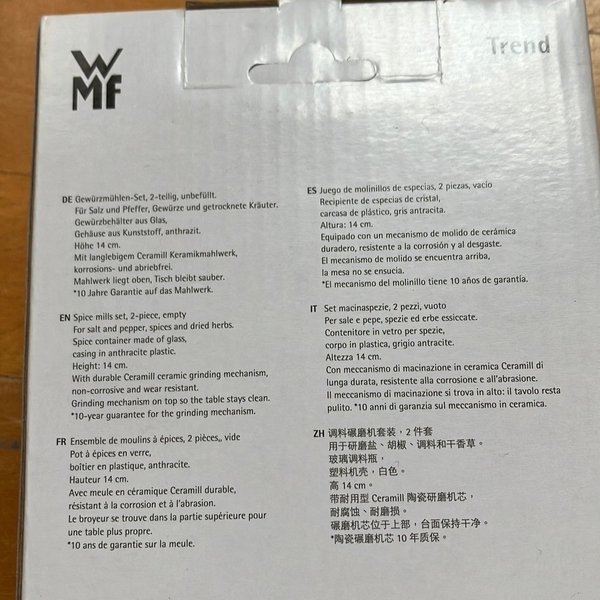 WMF
Trend
DE Gewürzmühlen-Set, 2-teilig, unbefüllt.
Für Salz und Pfeffer, Gewürze und getrocknete Kräuter.
Gewürzbehälter aus Glas,
Gehäuse aus Kunststoff, anthrazit.
Höhe 14 cm.
Mit langlebigem Ceramill Keramikmahlwerk,
korrosions- und abriebfrei.
Mahlwerk liegt oben, Tisch bleibt sauber.
*10 Jahre Garantie auf das Mahlwerk.
EN Spice mills set, 2-piece, empty
For salt and pepper, spices and dried herbs.
Spice container made of glass,
casing in anthracite plastic.
Height: 14 cm.
With durable Ceramill ceramic grinding mechanism,
non-corrosive and wear resistant.
Grinding mechanism on top so the table stays clean.
*10-year guarantee for the grinding mechanism.
FR Ensemble de moulins à épices, 2 pièces,, vide
Pot à épices en verre,
boîtier en plastique, anthracite.
Hauteur 14 cm.
Avec meule en céramique Ceramill durable,
résistant à la corrosion et à l'abrasion.
Le broyeur se trouve dans la partie supérieure pour
une table plus propre.
*10 ans de garantie sur la meule.
ES Juego de molinillos de especias, 2 piezas, vacio
Recipiente de especias de cristal,
carcasa de plástico, gris antracita.
Altura: 14 cm.
Equipado con un mecanismo de molido de cerámica
duradero, resistente a la corrosión y al desgaste.
El mecanismo de molido se encuentra arriba,
la mesa no se ensucia.
*El mecanismo del molinillo tiene 10 años de garantía.
IT Set macinaspezie, 2 pezzi, vuoto
Per sale e pepe, spezie ed erbe essiccate.
Contenitore in vetro per spezie,
corpo in plastica, grigio antracite.
Altezza 14 cm.
Con meccanismo di macinazione in ceramica Ceramill di
lunga durata, resistente alla corrosione e all'abrasione.
Il meccanismo di macinazione si trova in alto: il tavolo resta
pulito. *10 anni di garanzia sul meccanismo in ceramica.
ZH 调料碾磨机套装，2 件套
用于研磨盐、胡椒、调料和干香草。
玻璃调料瓶，
塑料机壳，白色。
高 14 cm。
带耐用型 Ceramill 陶瓷研磨机芯，
耐腐蚀、耐磨损。
碾磨机芯位于上部，台面保持干净。
*陶瓷碾磨机芯 10 年质保。